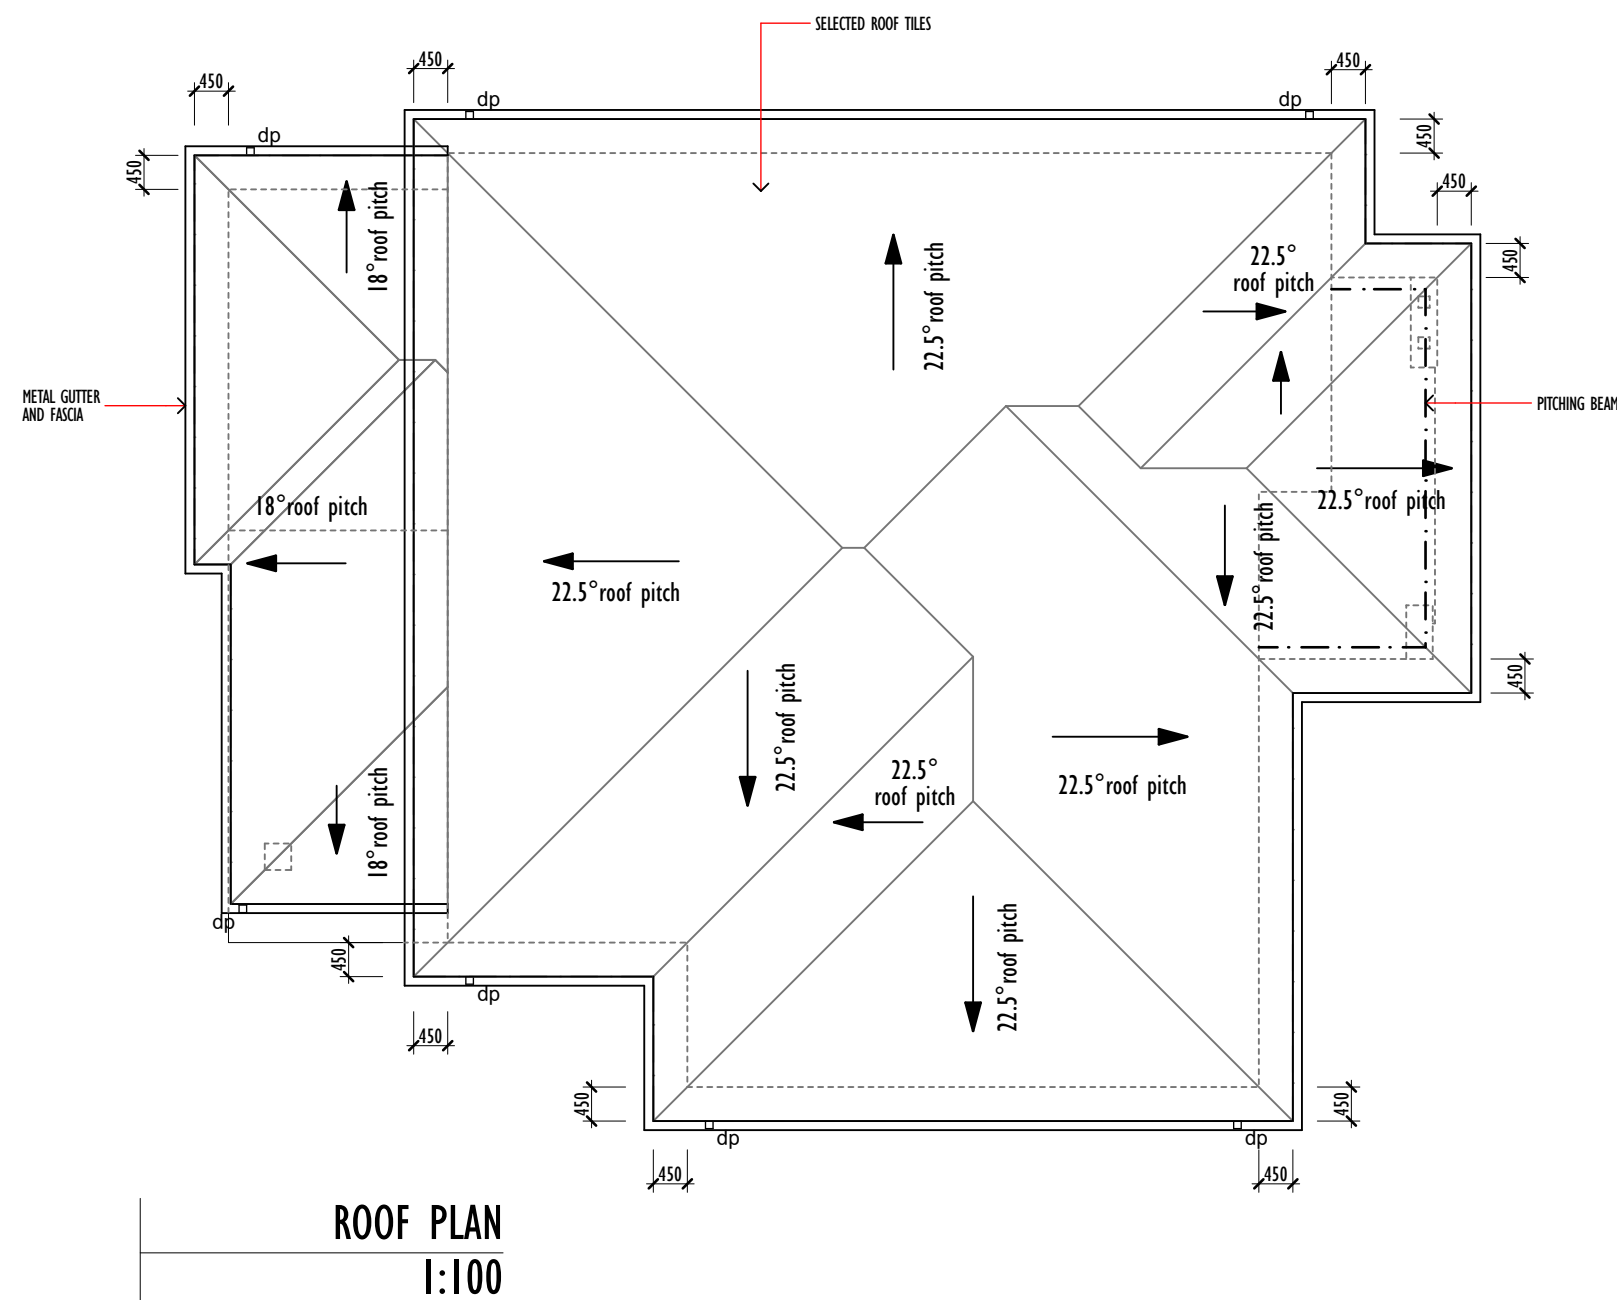 SELECTED ROOF TILES
450
450
450
450
450
450
450
dp
dp
dp
dp
18°roof pitch
22.5°roof pitch
22.5°
roof pitch
METAL GUTTER
AND FASCIA
PITCHING BEAM
18°roof pitch
22.5°roof pitch
22.5°roof pitch
22.5°roof pitch
22.5°roof pitch
22.5°
roof pitch
22.5°roof pitch
18°roof pitch
22.5°roof pitch
450
dp
450
dp
450
450
450
dp
dp
450
450
ROOF PLAN
1:100